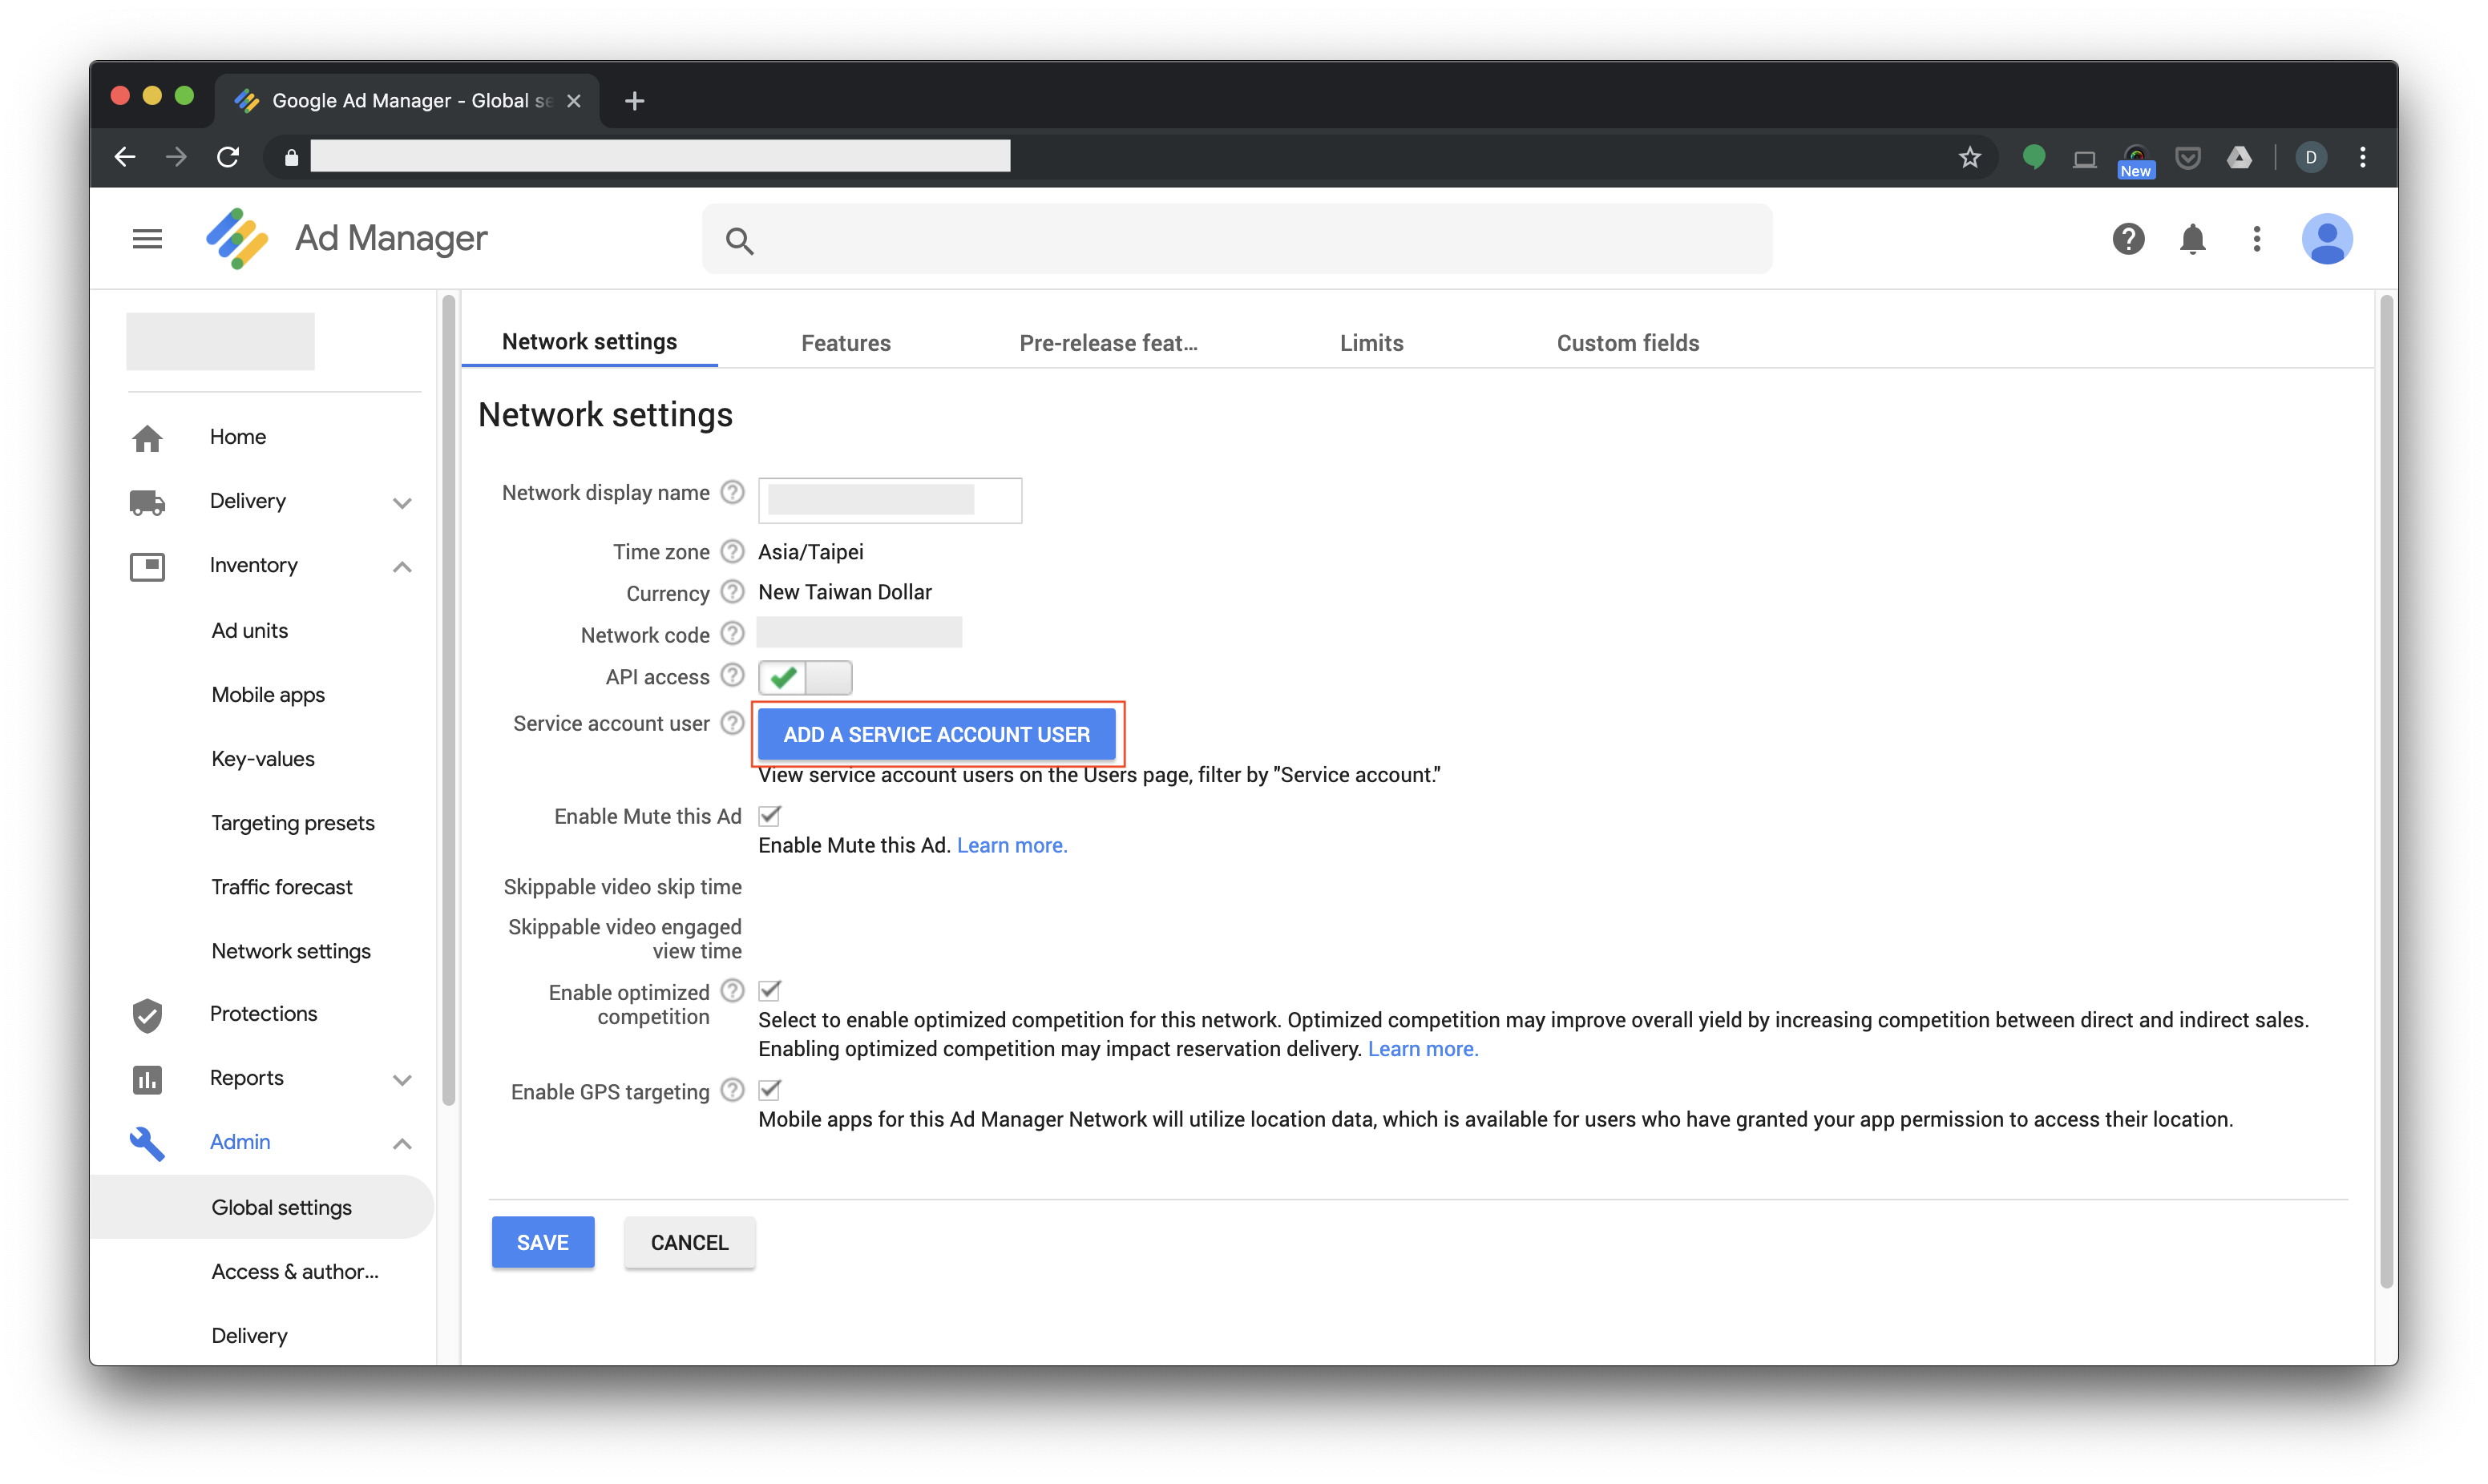 Google Ad Manager - Global se
New
D
Ad Manager
Network settings
Features
Pre-release feat...
Limits
Custom fields
Home
Delivery
Inventory
Ad units
Mobile apps
Key-values
Targeting presets
Traffic forecast
Network settings
Protections
Reports
Admin
Global settings
Access & author...
Delivery
Network settings
Network display name
Time zone
Asia/Taipei
Currency
New Taiwan Dollar
Network code
API access
Service account user
ADD A SERVICE ACCOUNT USER
View service account users on the Users page, filter by "Service account."
Enable Mute this Ad
Enable Mute this Ad. Learn more.
Skippable video skip time
Skippable video engaged
view time
Enable optimized
competition
Select to enable optimized competition for this network. Optimized competition may improve overall yield by increasing competition between direct and indirect sales.
Enabling optimized competition may impact reservation delivery. Learn more.
Enable GPS targeting
Mobile apps for this Ad Manager Network will utilize location data, which is available for users who have granted your app permission to access their location.
SAVE
CANCEL